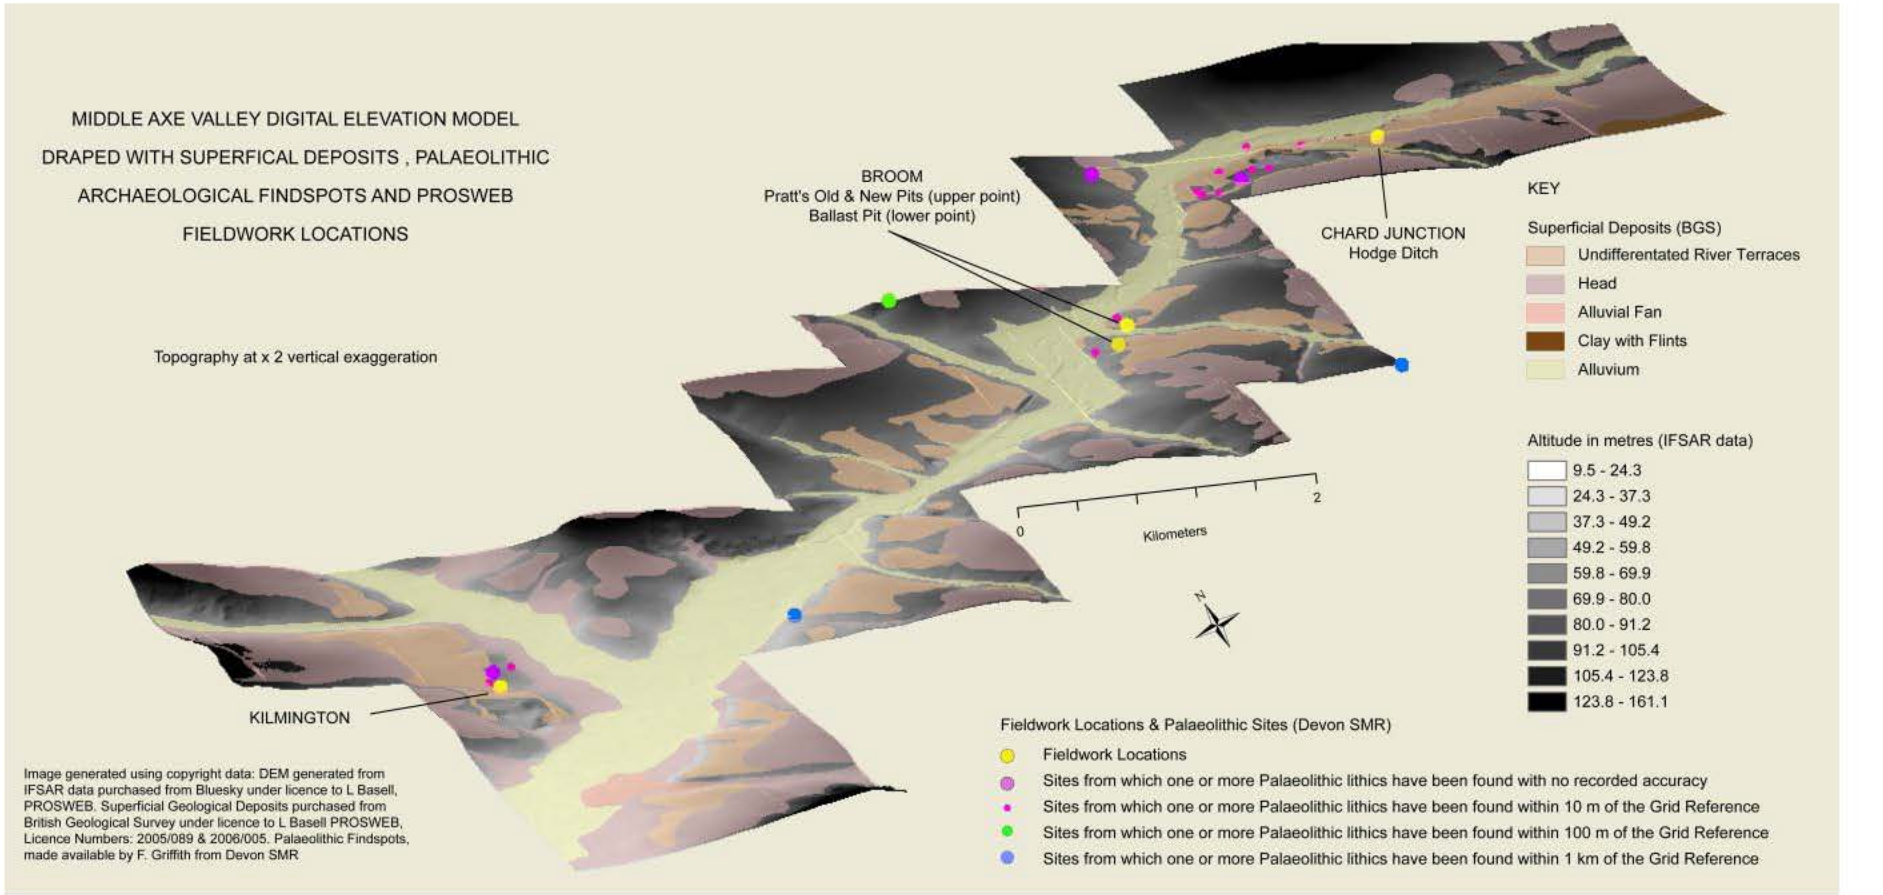 MIDDLE AXE VALLEY DIGITAL ELEVATION MODEL
DRAPED WITH SUPERFICAL DEPOSITS , PALAEOLITHIC
ARCHAEOLOGICAL FINDSPOTS AND PROSWEB
FIELDWORK LOCATIONS
Topography at x 2 vertical exaggeration
BROOM
Pratt's Old & New Pits (upper point)
Ballast Pit (lower point)
CHARD JUNCTION
Hodge Ditch
KILMINGTON
0
2
Kilometers
N
KEY
Superficial Deposits (BGS)
Undifferentated River Terraces
Head
Alluvial Fan
Clay with Flints
Alluvium
Altitude in metres (IFSAR data)
9.5 - 24.3
24.3 - 37.3
37.3 - 49.2
49.2 - 59.8
59.8 - 69.9
69.9 - 80.0
80.0 - 91.2
91.2 - 105.4
105.4 - 123.8
123.8 - 161.1
Fieldwork Locations & Palaeolithic Sites (Devon SMR)
Fieldwork Locations
Sites from which one or more Palaeolithic lithics have been found with no recorded accuracy
Sites from which one or more Palaeolithic lithics have been found within 10 m of the Grid Reference
Sites from which one or more Palaeolithic lithics have been found within 100 m of the Grid Reference
Sites from which one or more Palaeolithic lithics have been found within 1 km of the Grid Reference
Image generated using copyright data: DEM generated from
IFSAR data purchased from Bluesky under licence to L Basell,
PROSWEB. Superficial Geological Deposits purchased from
British Geological Survey under licence to L Basell PROSWEB,
Licence Numbers: 2005/089 & 2006/005. Palaeolithic Findspots,
made available by F. Griffith from Devon SMR